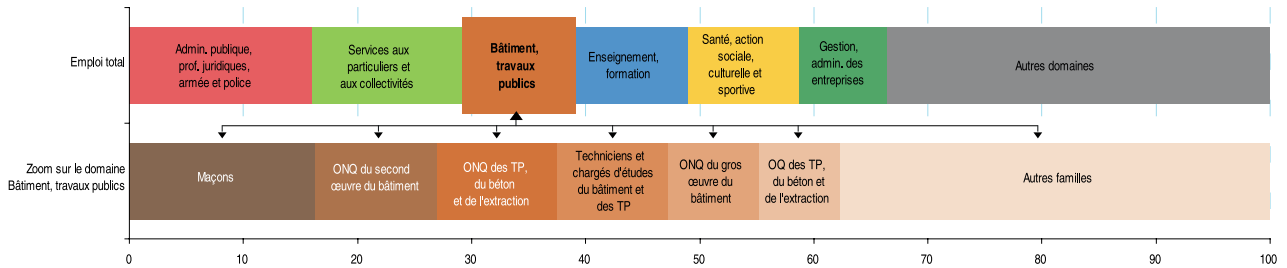 Emploi total
Admin. publique,
prof. juridiques,
armée et police
Services aux
particuliers et
aux collectivités
Bâtiment,
travaux
publics
Enseignement,
formation
Santé, action
sociale,
culturelle et
sportive
Gestion,
admin. des
entreprises
Autres domaines
Zoom sur le domaine
Bâtiment, travaux publics
Maçons
ONQ du second
œuvre du bâtiment
ONQ des TP,
du béton
et de l'extraction
Techniciens et
chargés d'études
du bâtiment et
des TP
ONQ du gros
œuvre du
bâtiment
OQ des TP,
du béton et
de l'extraction
Autres familles
0 10 20 30 40 50 60 70 80 90 100